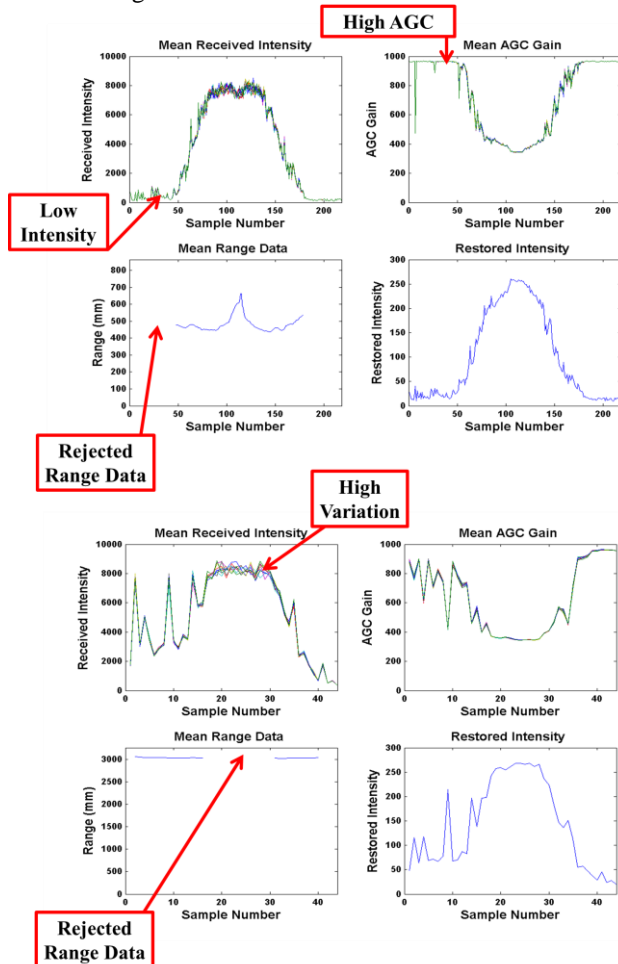 High AGC
Mean Received Intensity
Received Intensity
10000
8000
6000
4000
2000
0
0 50 100 150 200
Sample Number
Mean AGC Gain
AGC Gain
1000
800
600
400
200
0
0 50 100 150 200
Sample Number
Low
Intensity
Mean Range Data
Range (mm)
800
700
600
500
400
300
200
100
0
0 50 100 150 200
Sample Number
Restored Intensity
Restored Intensity
300
250
200
150
100
50
0
0 50 100 150 200
Sample Number
Rejected
Range Data
High
Variation
Mean Received Intensity
Received Intensity
10000
8000
6000
4000
2000
0
0 10 20 30 40
Sample Number
Mean AGC Gain
AGC Gain
1000
800
600
400
200
0
0 10 20 30 40
Sample Number
Mean Range Data
Range (mm)
3000
2500
2000
1500
1000
500
0
0 10 20 30 40
Sample Number
Restored Intensity
Restored Intensity
300
250
200
150
100
50
0
0 10 20 30 40
Sample Number
Rejected
Range Data